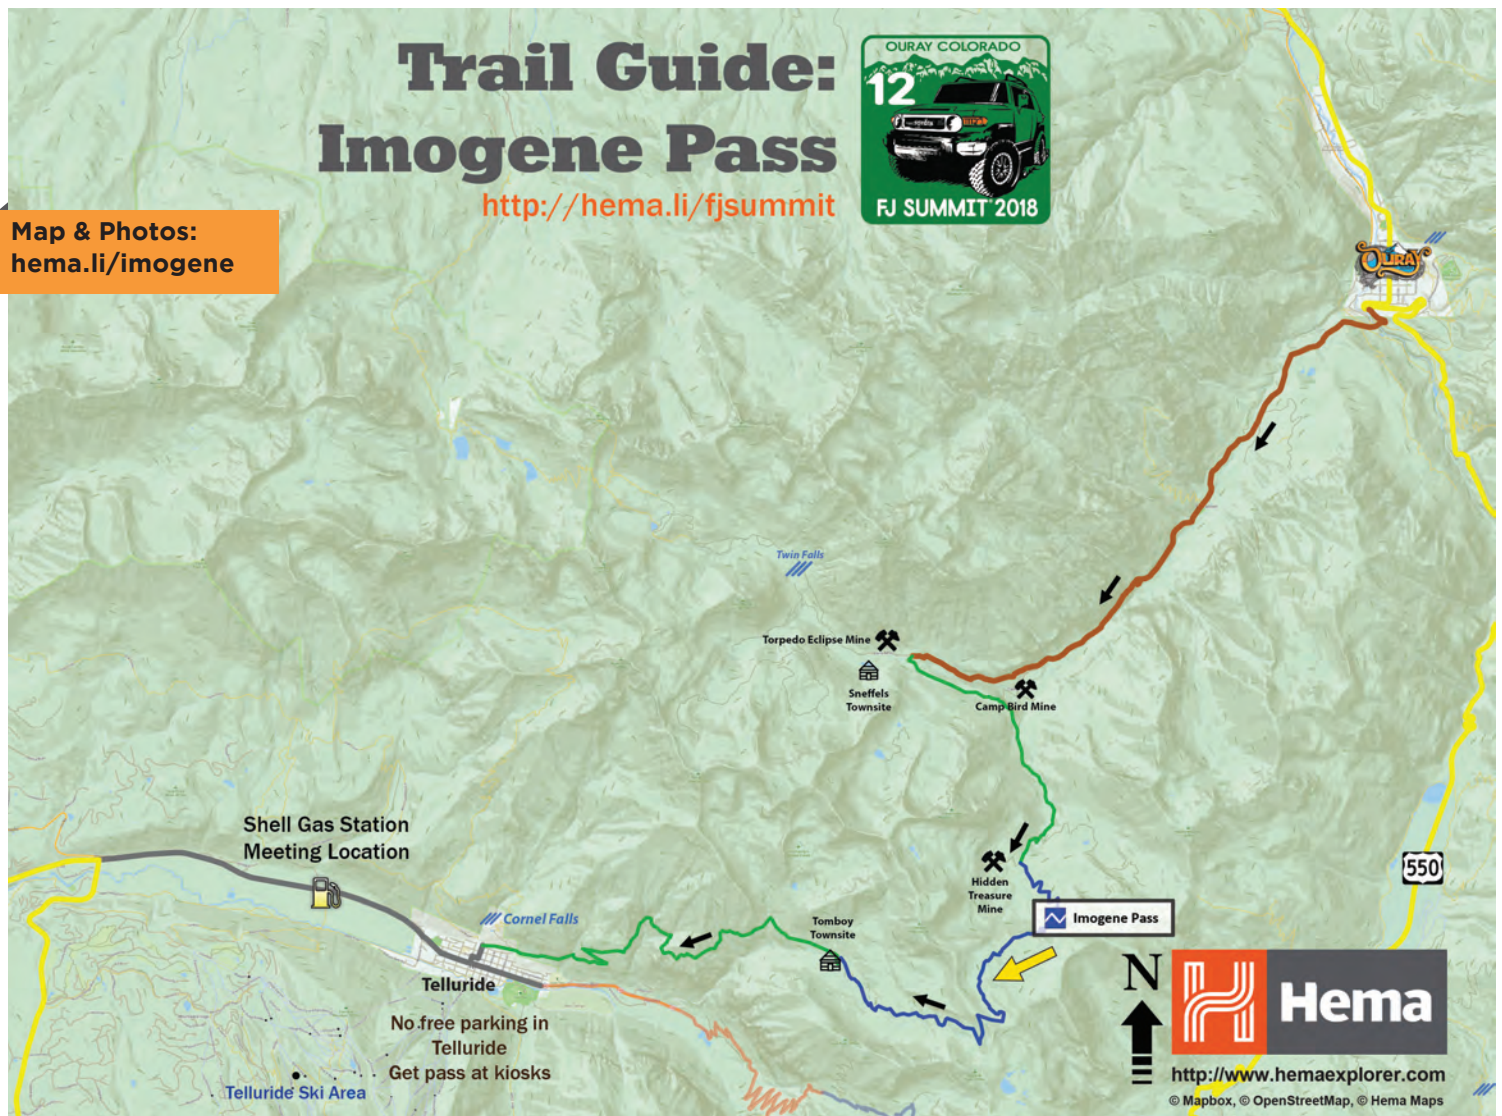 Trail Guide:
Imogene Pass
http://hema.li/fjsummit
OURAY COLORADO
12
TOYOTA
FJ SUMMIT 2018
Map & Photos:
hema.li/imogene
OURAY
Twin Falls
Torpedo Eclipse Mine
Sneffels
Townsite
Camp Bird Mine
Shell Gas Station
Meeting Location
550
Hidden
Treasure
Mine
Imogene Pass
Cornel Falls
Tomboy
Townsite
Telluride
No free parking in
Telluride
Get pass at kiosks
Telluride Ski Area
N
Hema
http://www.hemaexplorer.com
© Mapbox, © OpenStreetMap, © Hema Maps